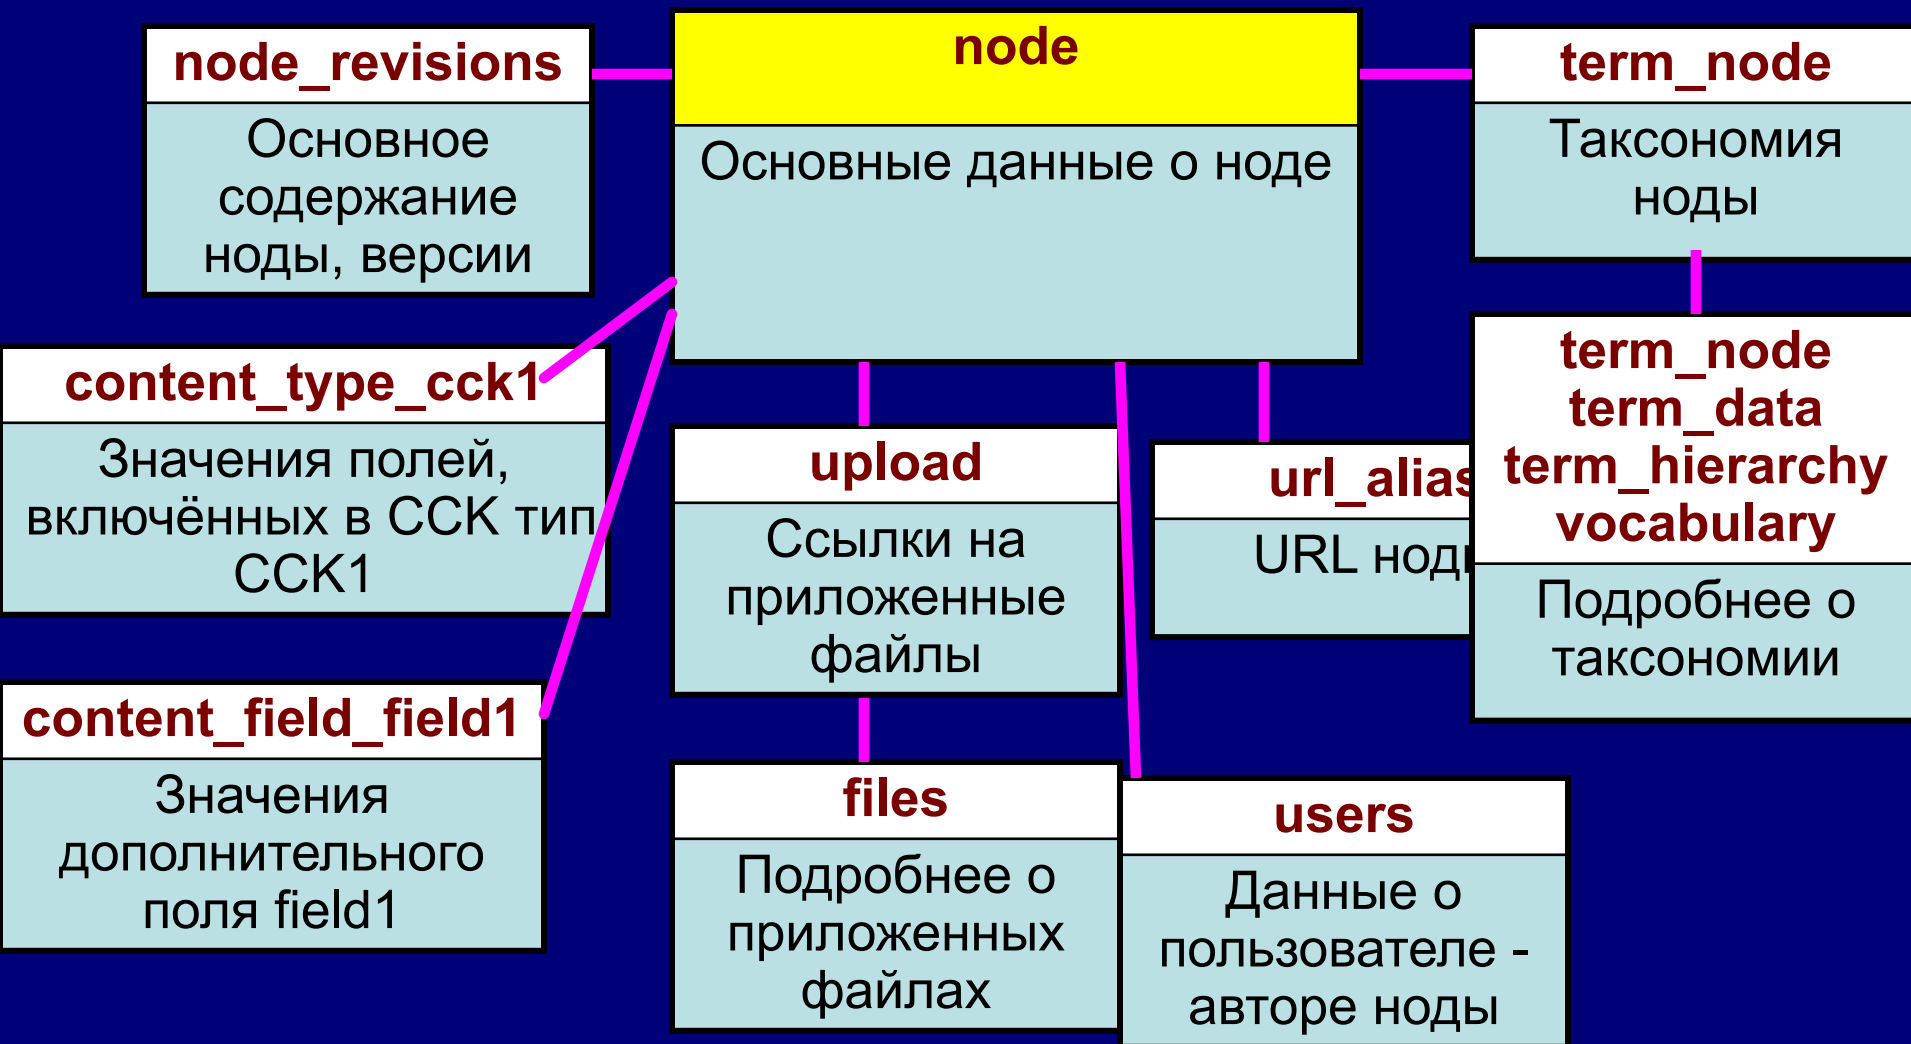 node_revisions
Основное
содержание
ноды, версии
node
Основные данные о ноде
term_node
Таксономия
ноды
content_type_cck1
Значения полей,
включённых в CCK тип
CCK1
upload
Ссылки на
приложенные
файлы
url_alias
URL
term_node
term_data
term_hierarchy
vocabulary
Подробнее о
таксономии
content_field_field1
Значения
дополнительного
поля field1
files
Подробнее о
приложенных
файлах
users
Данные о
пользователе -
авторе ноды